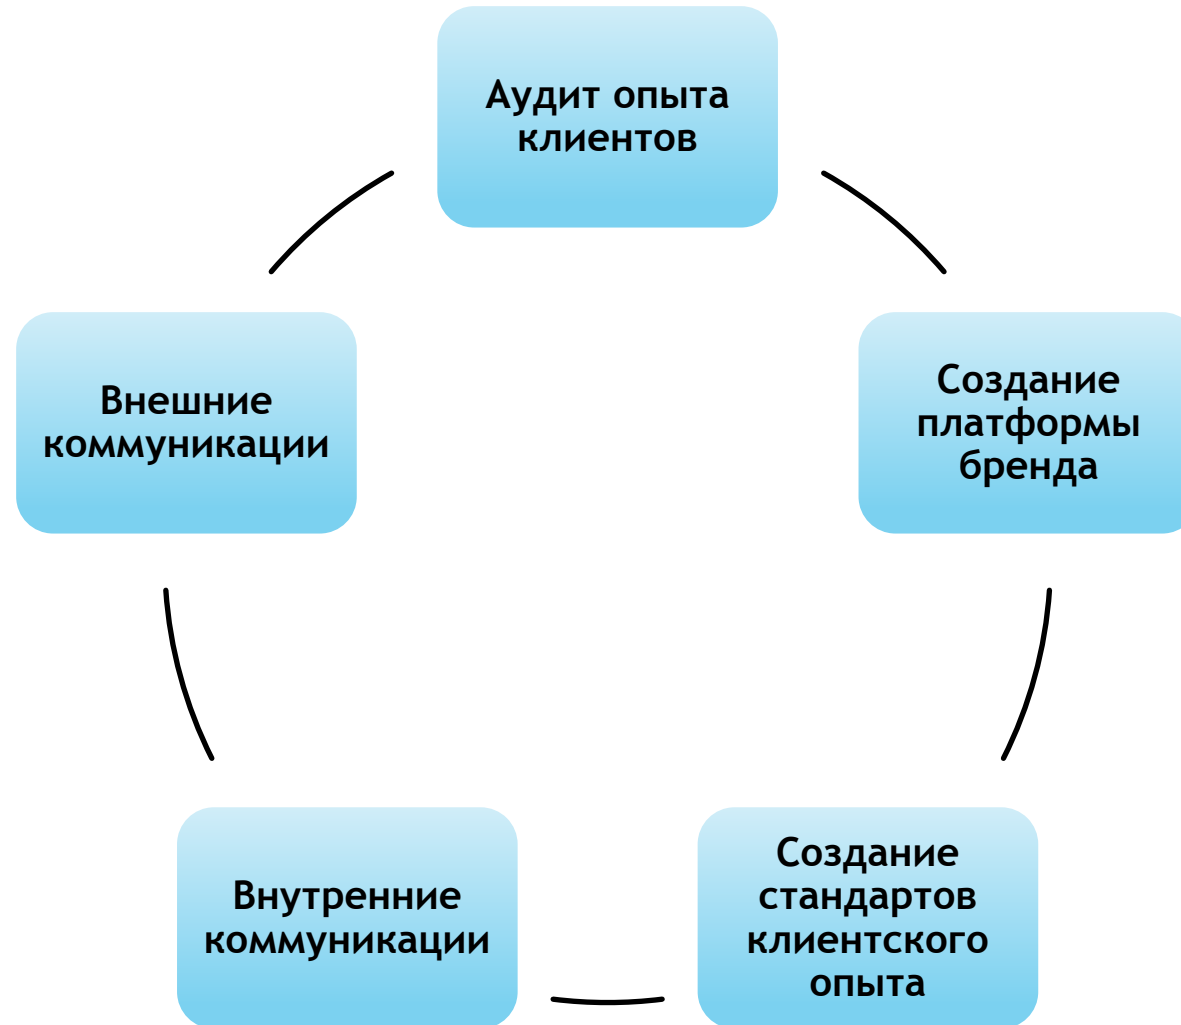 Аудит опыта
клиентов
Создание
платформы
бренда
Создание
стандартов
клиентского
опыта
Внутренние
коммуникации
Внешние
коммуникации